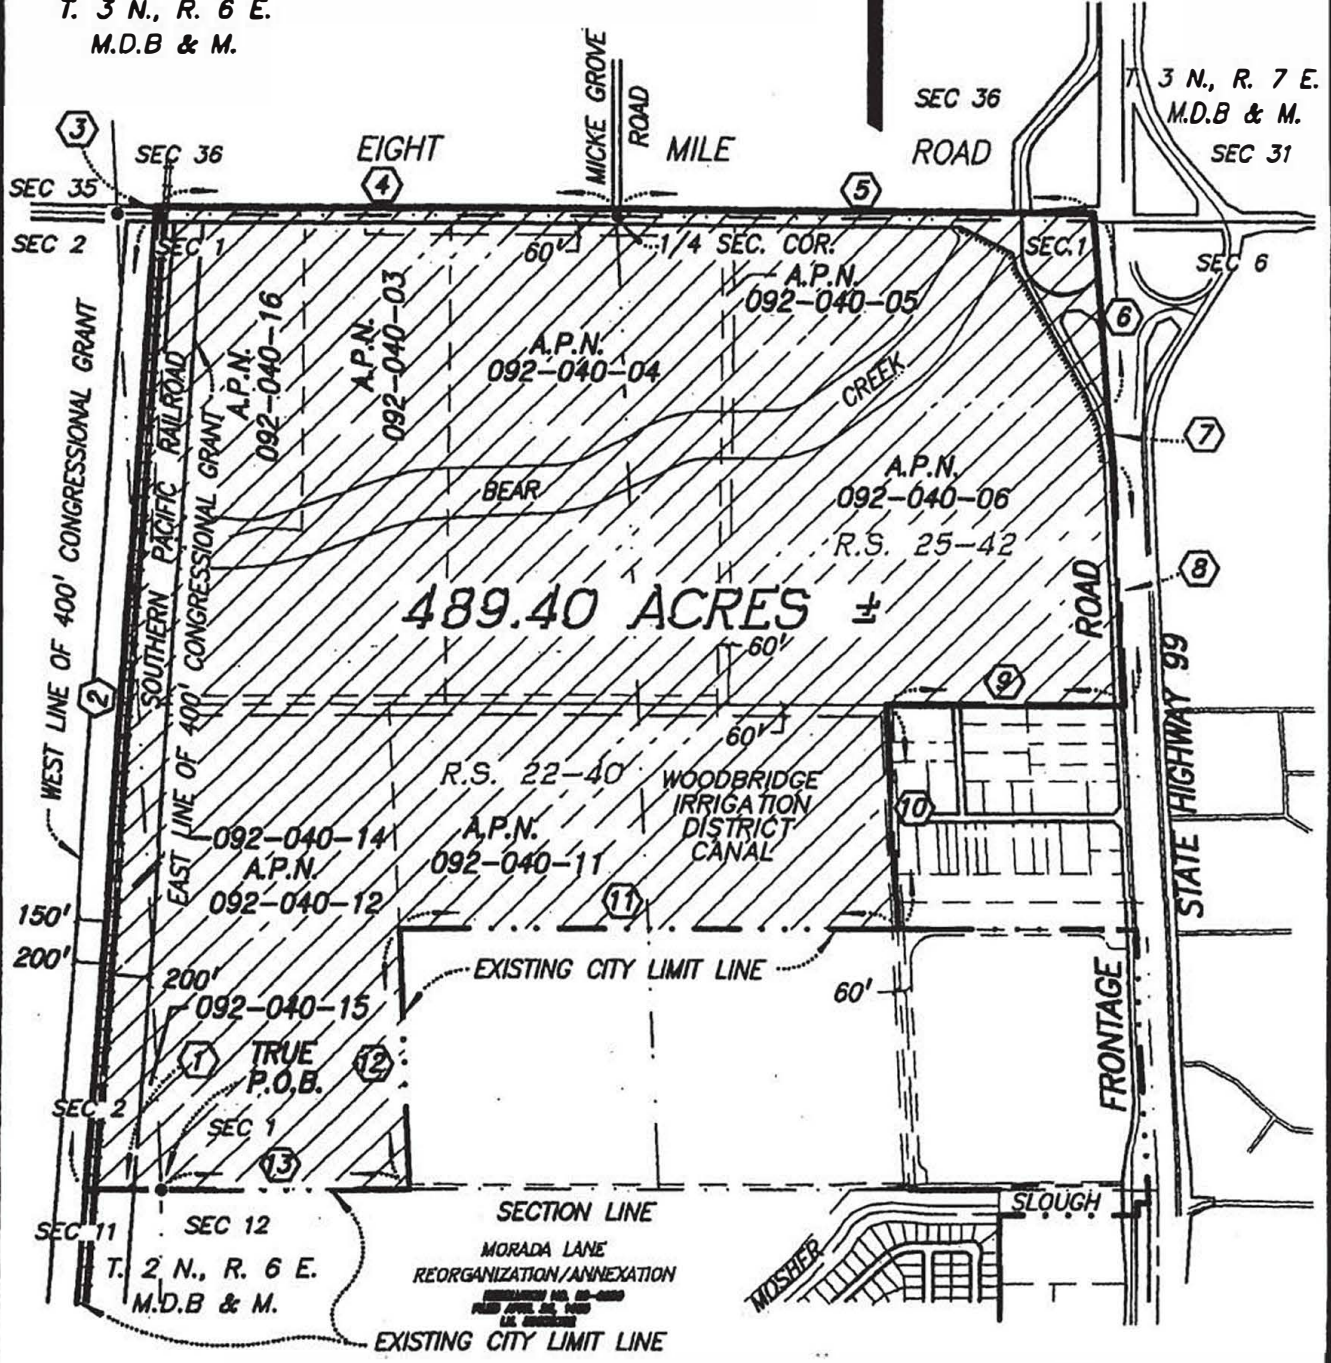 T. 3 N., R. 6 E.
M.D.B & M.
MICKE GROVE
ROAD
SEC 36
T. 3 N., R. 7 E.
M.D.B & M.
SEC 31
3
SEC 36
EIGHT
MILE
ROAD
SEC 35
4
5
SEC 2
SEC 1
60'
1/4 SEC. COR.
SEC.1
SEC 6
A.P.N.
092-040-05
6
A.P.N.
092-040-16
A.P.N.
092-040-03
A.P.N.
092-040-04
CREEK
7
BEAR
A.P.N.
092-040-06
R.S. 25-42
8
WEST LINE OF 400' CONGRESSIONAL GRANT
SOUTHERN PACIFIC RAILROAD
EAST LINE OF 400' CONGRESSIONAL GRANT
489.40 ACRES ±
ROAD
60'
9
2
60'
STATE HIGHWAY 99
R.S. 22-40
WOODBRIDGE
IRRIGATION
DISTRICT
CANAL
10
092-040-14
A.P.N.
092-040-12
A.P.N.
092-040-11
11
150'
200'
200'
EXISTING CITY LIMIT LINE
60'
092-040-15
FRONTAGE
1
TRUE
P.O.B.
12
SEC 2
SEC 1
13
SEC 11
SEC 12
SECTION LINE
SLOUGH
MOSHER
T. 2 N., R. 6 E.
M.D.B & M.
MORADA LANE
REORGANIZATION/ANNEXATION
EXISTING CITY LIMIT LINE